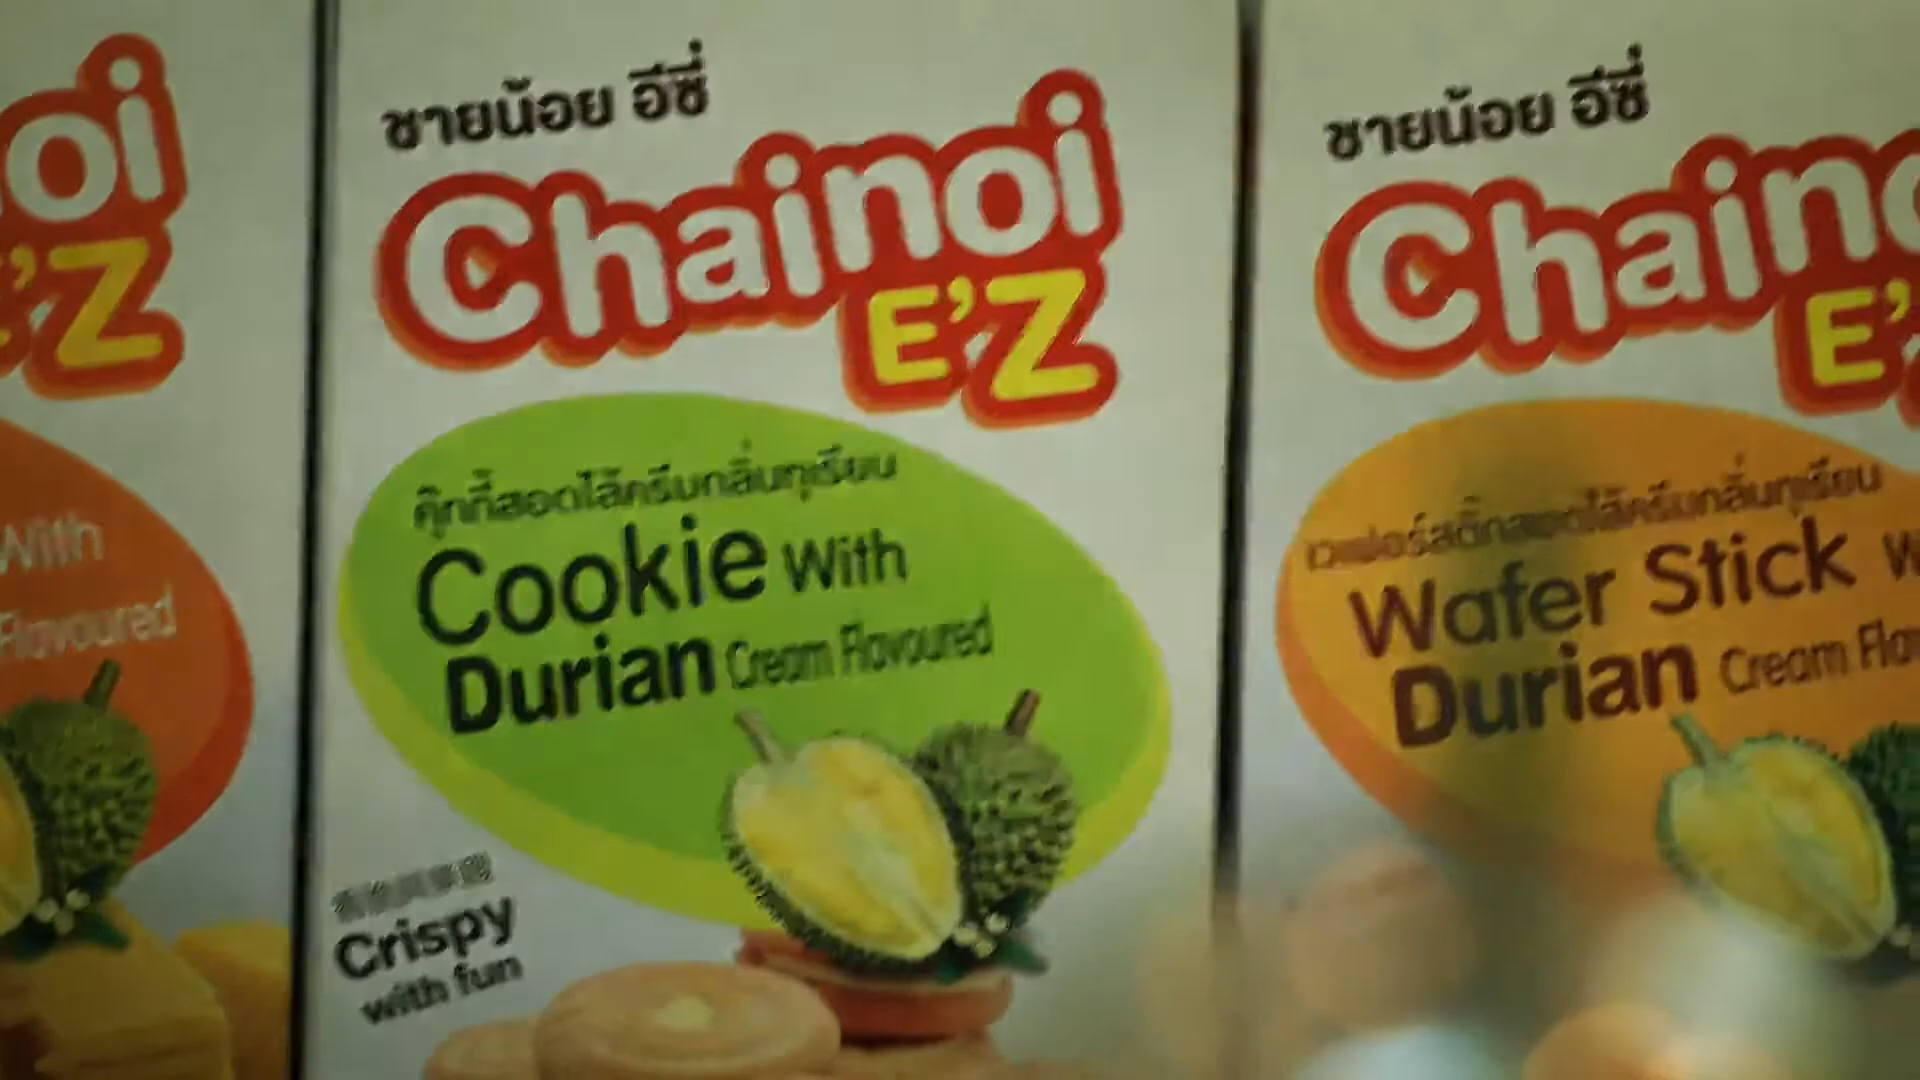 oi
'Z
With
Flavoured
ชายน้อย อีซี่
Chainoi
E'Z
คุ๊กกี้สอดไส้ครีมกลิ่นทุเรียน
Cookie With
Durian Cream Flavoured
Crispy
with fun
ชายน้อย อีซี่
Chaino
E'
เวเฟอร์สติ๊กสอดไส้ครีมกลิ่นทุเรียน
Wafer Stick W
Durian Cream Flav